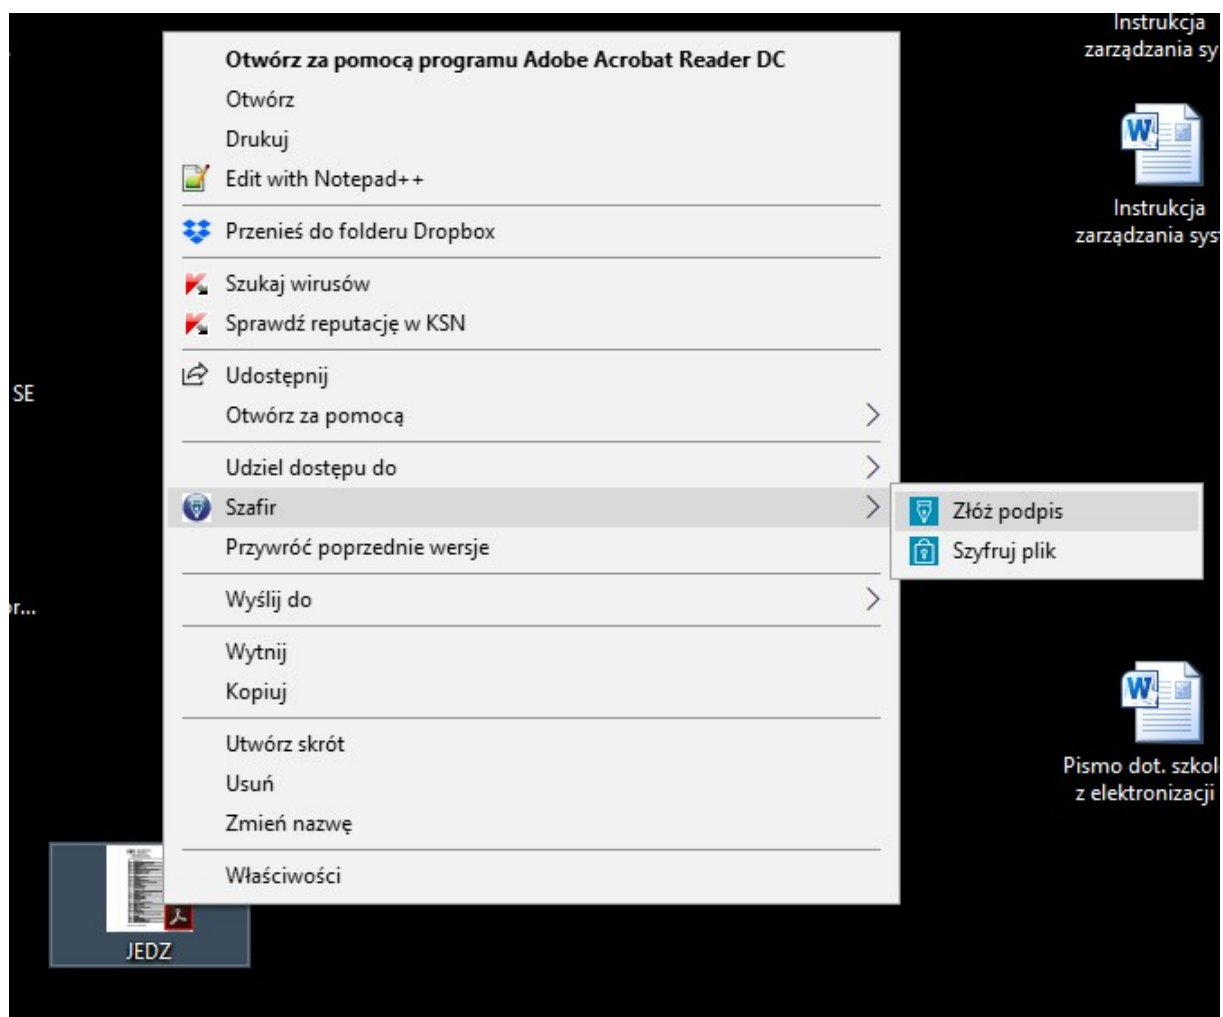 Instrukcja
zarządzania sy
Otwórz za pomocą programu Adobe Acrobat Reader DC
Otwórz
Drukuj
Edit with Notepad++
Przenieś do folderu Dropbox
Szukaj wirusów
Sprawdź reputację w KSN
Udostępnij
Otwórz za pomocą
Udziel dostępu do
Szafir
Przywróć poprzednie wersje
Wyślij do
Wytnij
Kopiuj
Utwórz skrót
Usuń
Zmień nazwę
Właściwości
Złóż podpis
Szyfruj plik
Instrukcja
zarządzania sys
SE
or...
Pismo dot. szkol
z elektronizacji
JEDZ